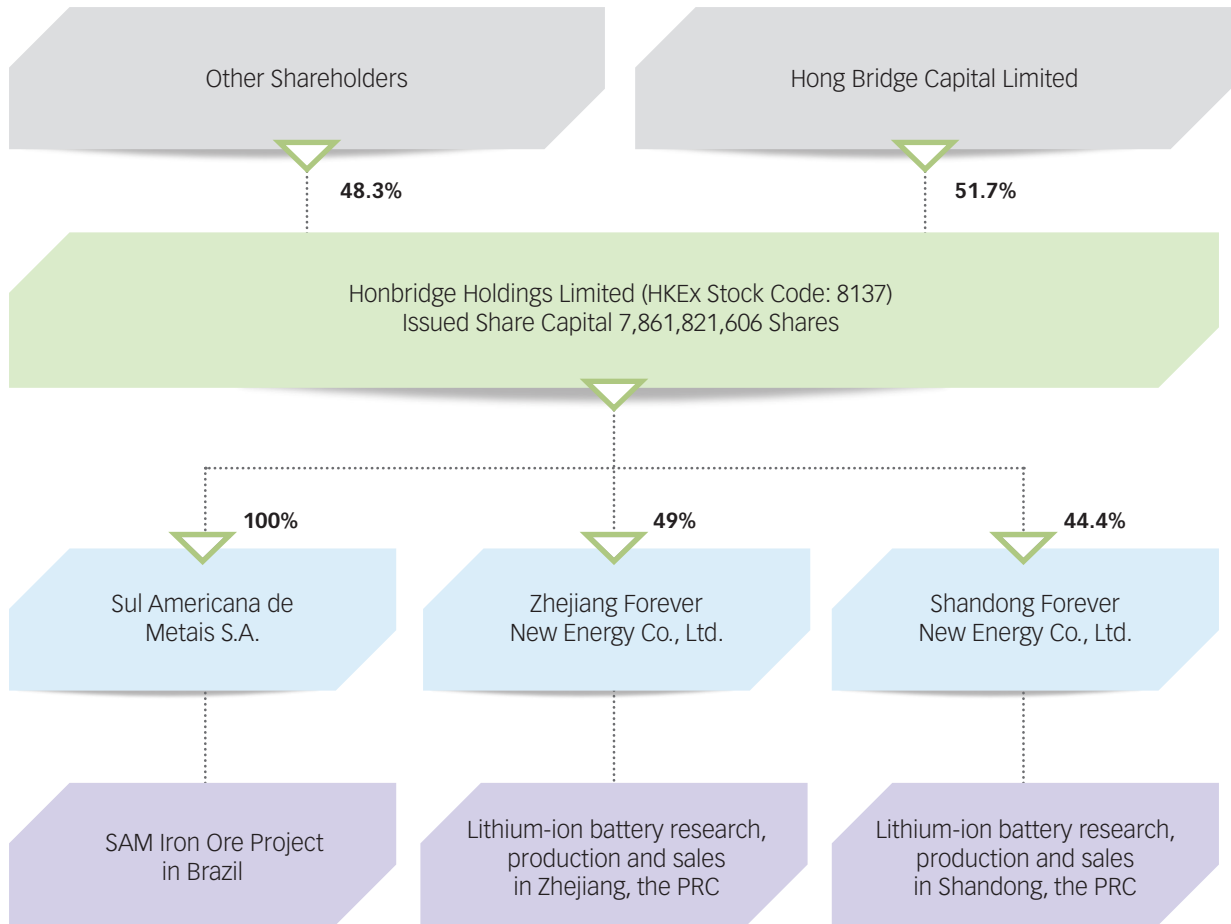 Other Shareholders
Hong Bridge Capital Limited
48.3%
51.7%
Honbridge Holdings Limited (HKEx Stock Code: 8137)
Issued Share Capital 7,861,821,606 Shares
100%
49%
44.4%
Sul Americana de
Metais S.A.
Zhejiang Forever
New Energy Co., Ltd.
Shandong Forever
New Energy Co., Ltd.
SAM Iron Ore Project
in Brazil
Lithium-ion battery research,
production and sales
in Zhejiang, the PRC
Lithium-ion battery research,
production and sales
in Shandong, the PRC